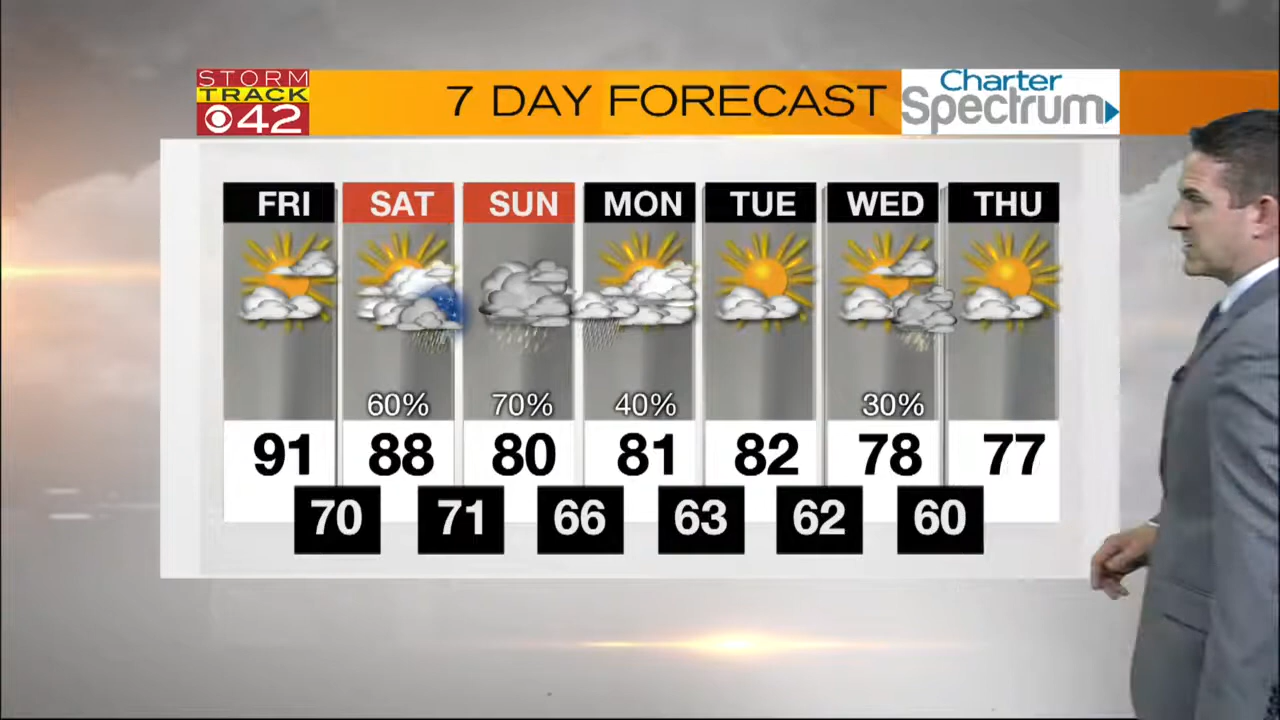 STORM
TRACK
42
7 DAY FORECAST
Charter
Spectrum
FRI SAT SUN MON TUE WED THU
60% 70% 40% 30%
91 88 80 81 82 78 77
70 71 66 63 62 60